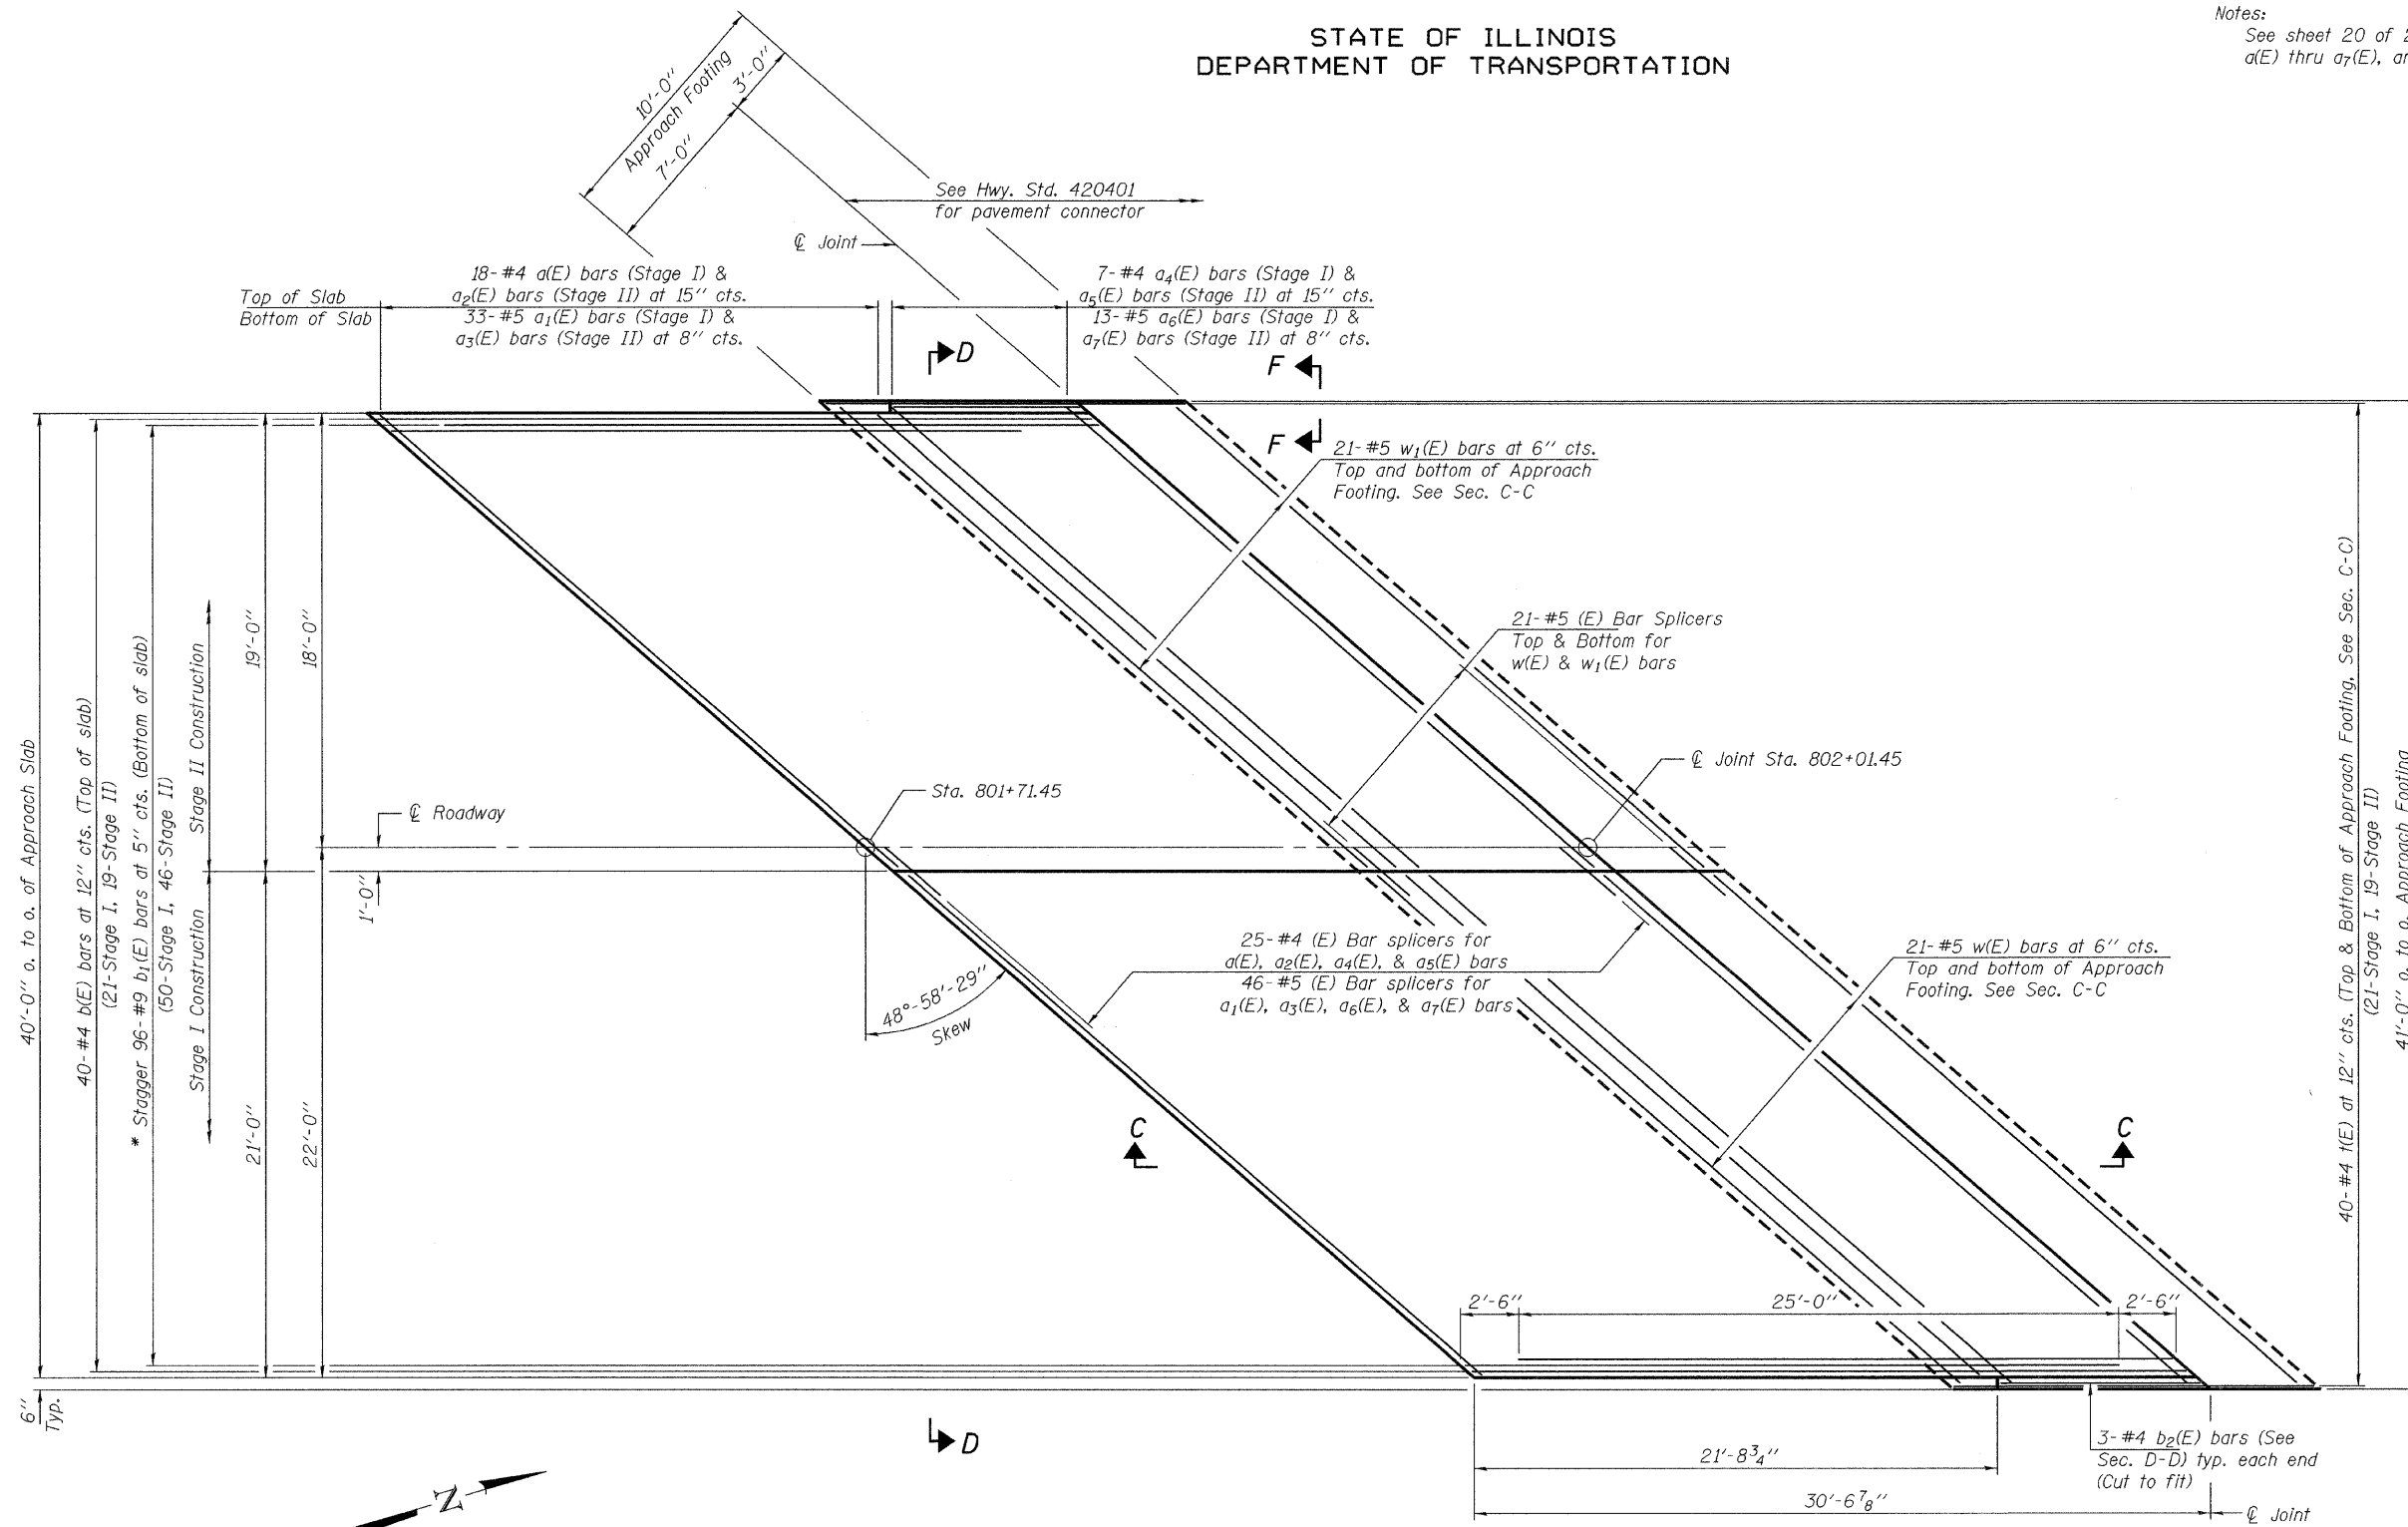 STATE OF ILLINOIS
DEPARTMENT OF TRANSPORTATION
Notes:
See sheet 20 of
a(E) thru a7(E),
10'-0"
Approach Footing
3'-0"
7'-0"
See Hwy. Std. 420401
for pavement connector
℄ Joint
18-#4 a(E) bars (Stage I) &
a2(E) bars (Stage II) at 15" cts.
33-#5 a1(E) bars (Stage I) &
a3(E) bars (Stage II) at 8" cts.
7-#4 a4(E) bars (Stage I) &
a5(E) bars (Stage II) at 15" cts.
13-#5 a6(E) bars (Stage I) &
a7(E) bars (Stage II) at 8" cts.
Top of Slab
Bottom of Slab
D
F
F
21-#5 w1(E) bars at 6" cts.
Top and bottom of Approach
Footing. See Sec. C-C
21-#5 (E) Bar Splicers
Top & Bottom for
w(E) & w1(E) bars
℄ Joint Sta. 802+01.45
Sta. 801+71.45
℄ Roadway
40'-0" o. to o. of Approach Slab
40-#4 b(E) bars at 12" cts. (Top of slab)
(21-Stage I, 19-Stage II)
* Stagger 96-#9 b1(E) bars at 5" cts. (Bottom of slab)
(50-Stage I, 46-Stage II)
Stage II Construction
Stage I Construction
19'-0"
18'-0"
1'-0"
21'-0"
22'-0"
25-#4 (E) Bar splicers for
a(E), a2(E), a4(E), & a5(E) bars
46-#5 (E) Bar splicers for
a1(E), a3(E), a6(E), & a7(E) bars
48°-58'-29"
Skew
21-#5 w(E) bars at 6" cts.
Top and bottom of Approach
Footing. See Sec. C-C
40-#4 t(E) at 12" cts. (Top & Bottom of Approach Footing, See Sec. C-C)
(21-Stage I, 19-Stage II)
41'-0" o. to o. Approach Footing
C
C
2'-6"
25'-0"
2'-6"
6"
Typ.
D
21'-8¾"
30'-6⅞"
3-#4 b2(E) bars (See
Sec. D-D) typ. each end
(Cut to fit)
℄ Joint
N